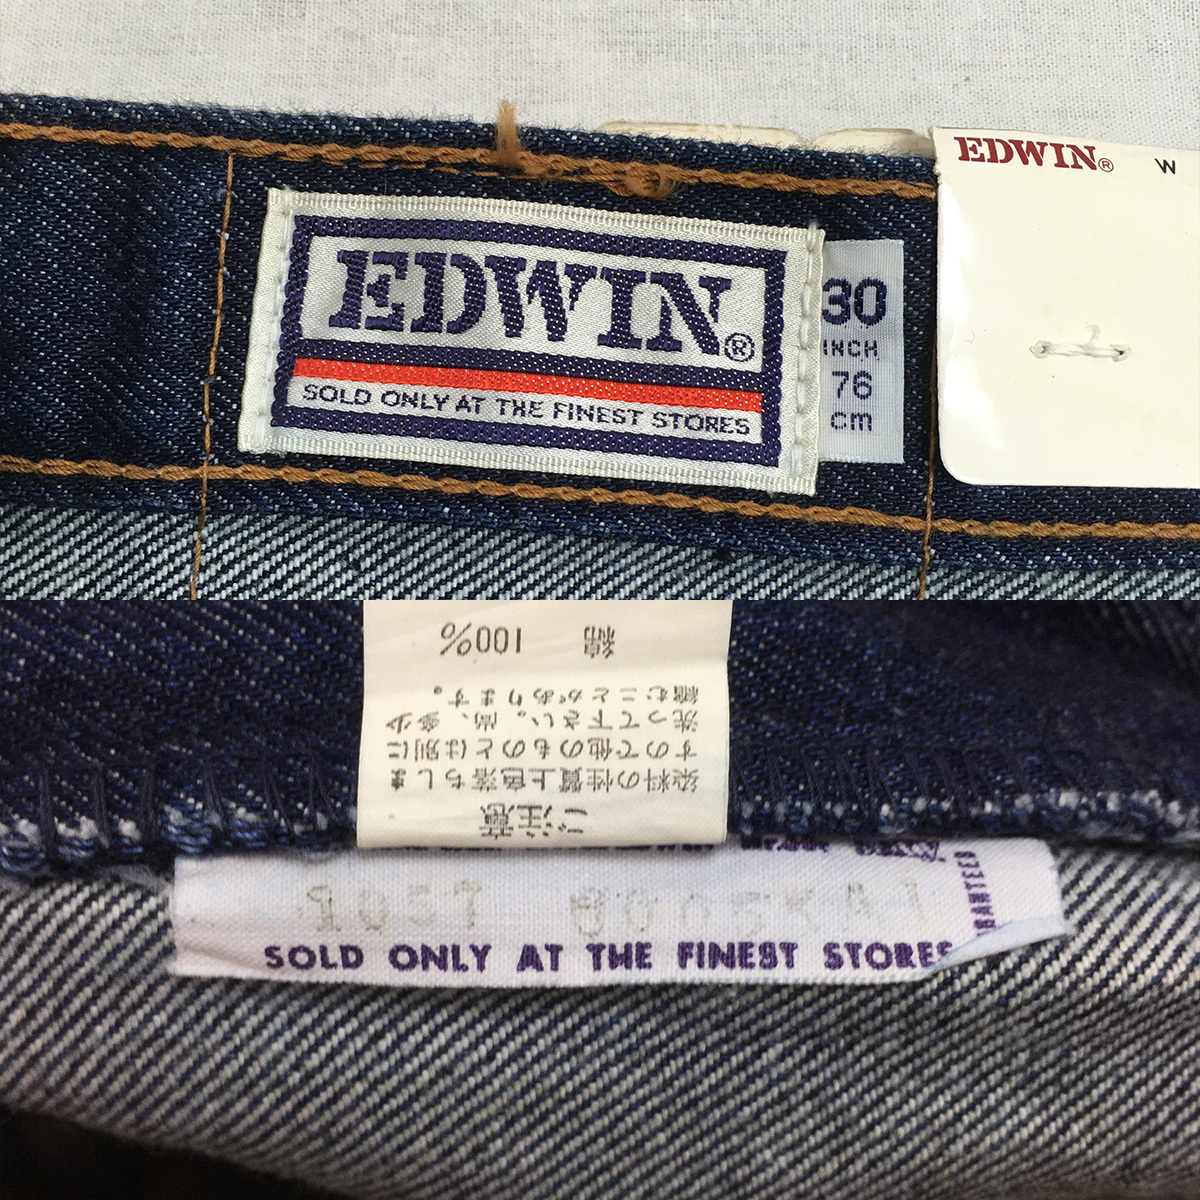 EDWIN®
SOLD ONLY AT THE FINEST STORES
30
INCH
76
cm
EDWIN®
W
ご注意
染料の性質上色落ちし
ますので他のものとは別に
洗って下さい。尚、多少
縮むことがあります。
綿 100%
SOLD ONLY AT THE FINEST STORES